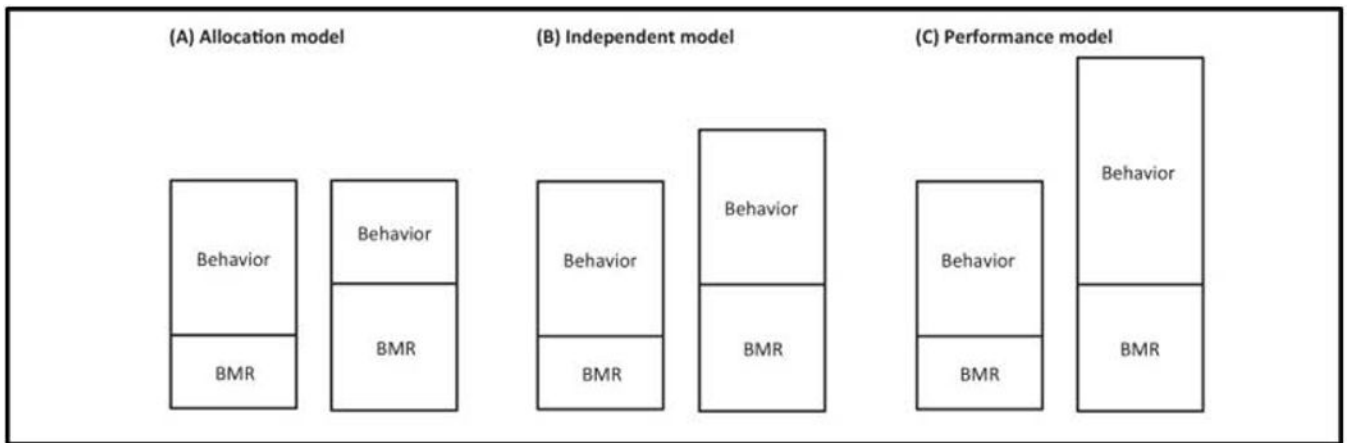 (A) Allocation model
(B) Independent model
(C) Performance model
Behavior
BMR
Behavior
BMR
Behavior
BMR
Behavior
BMR
Behavior
BMR
Behavior
BMR